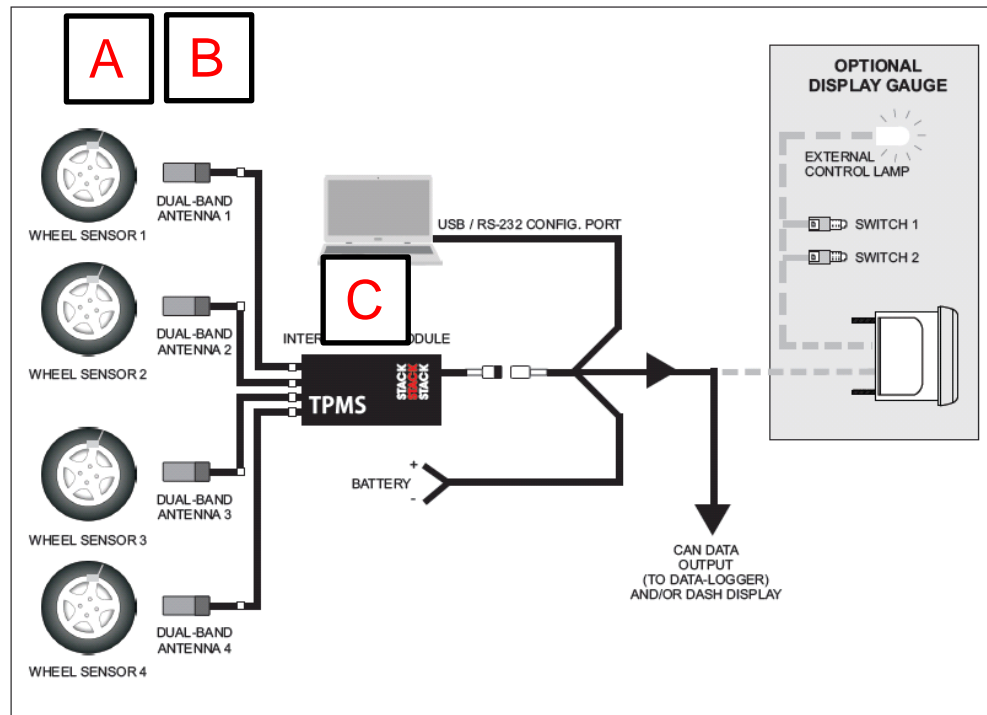 A
B
OPTIONAL
DISPLAY GAUGE
EXTERNAL
CONTROL LAMP
SWITCH 1
SWITCH 2
WHEEL SENSOR 1
DUAL-BAND
ANTENNA 1
USB / RS-232 CONFIG. PORT
WHEEL SENSOR 2
DUAL-BAND
ANTENNA 2
C
TPMS
STACK
STACK
STACK
WHEEL SENSOR 3
DUAL-BAND
ANTENNA 3
BATTERY
+
-
CAN DATA
OUTPUT
(TO DATA-LOGGER)
AND/OR DASH DISPLAY
WHEEL SENSOR 4
DUAL-BAND
ANTENNA 4